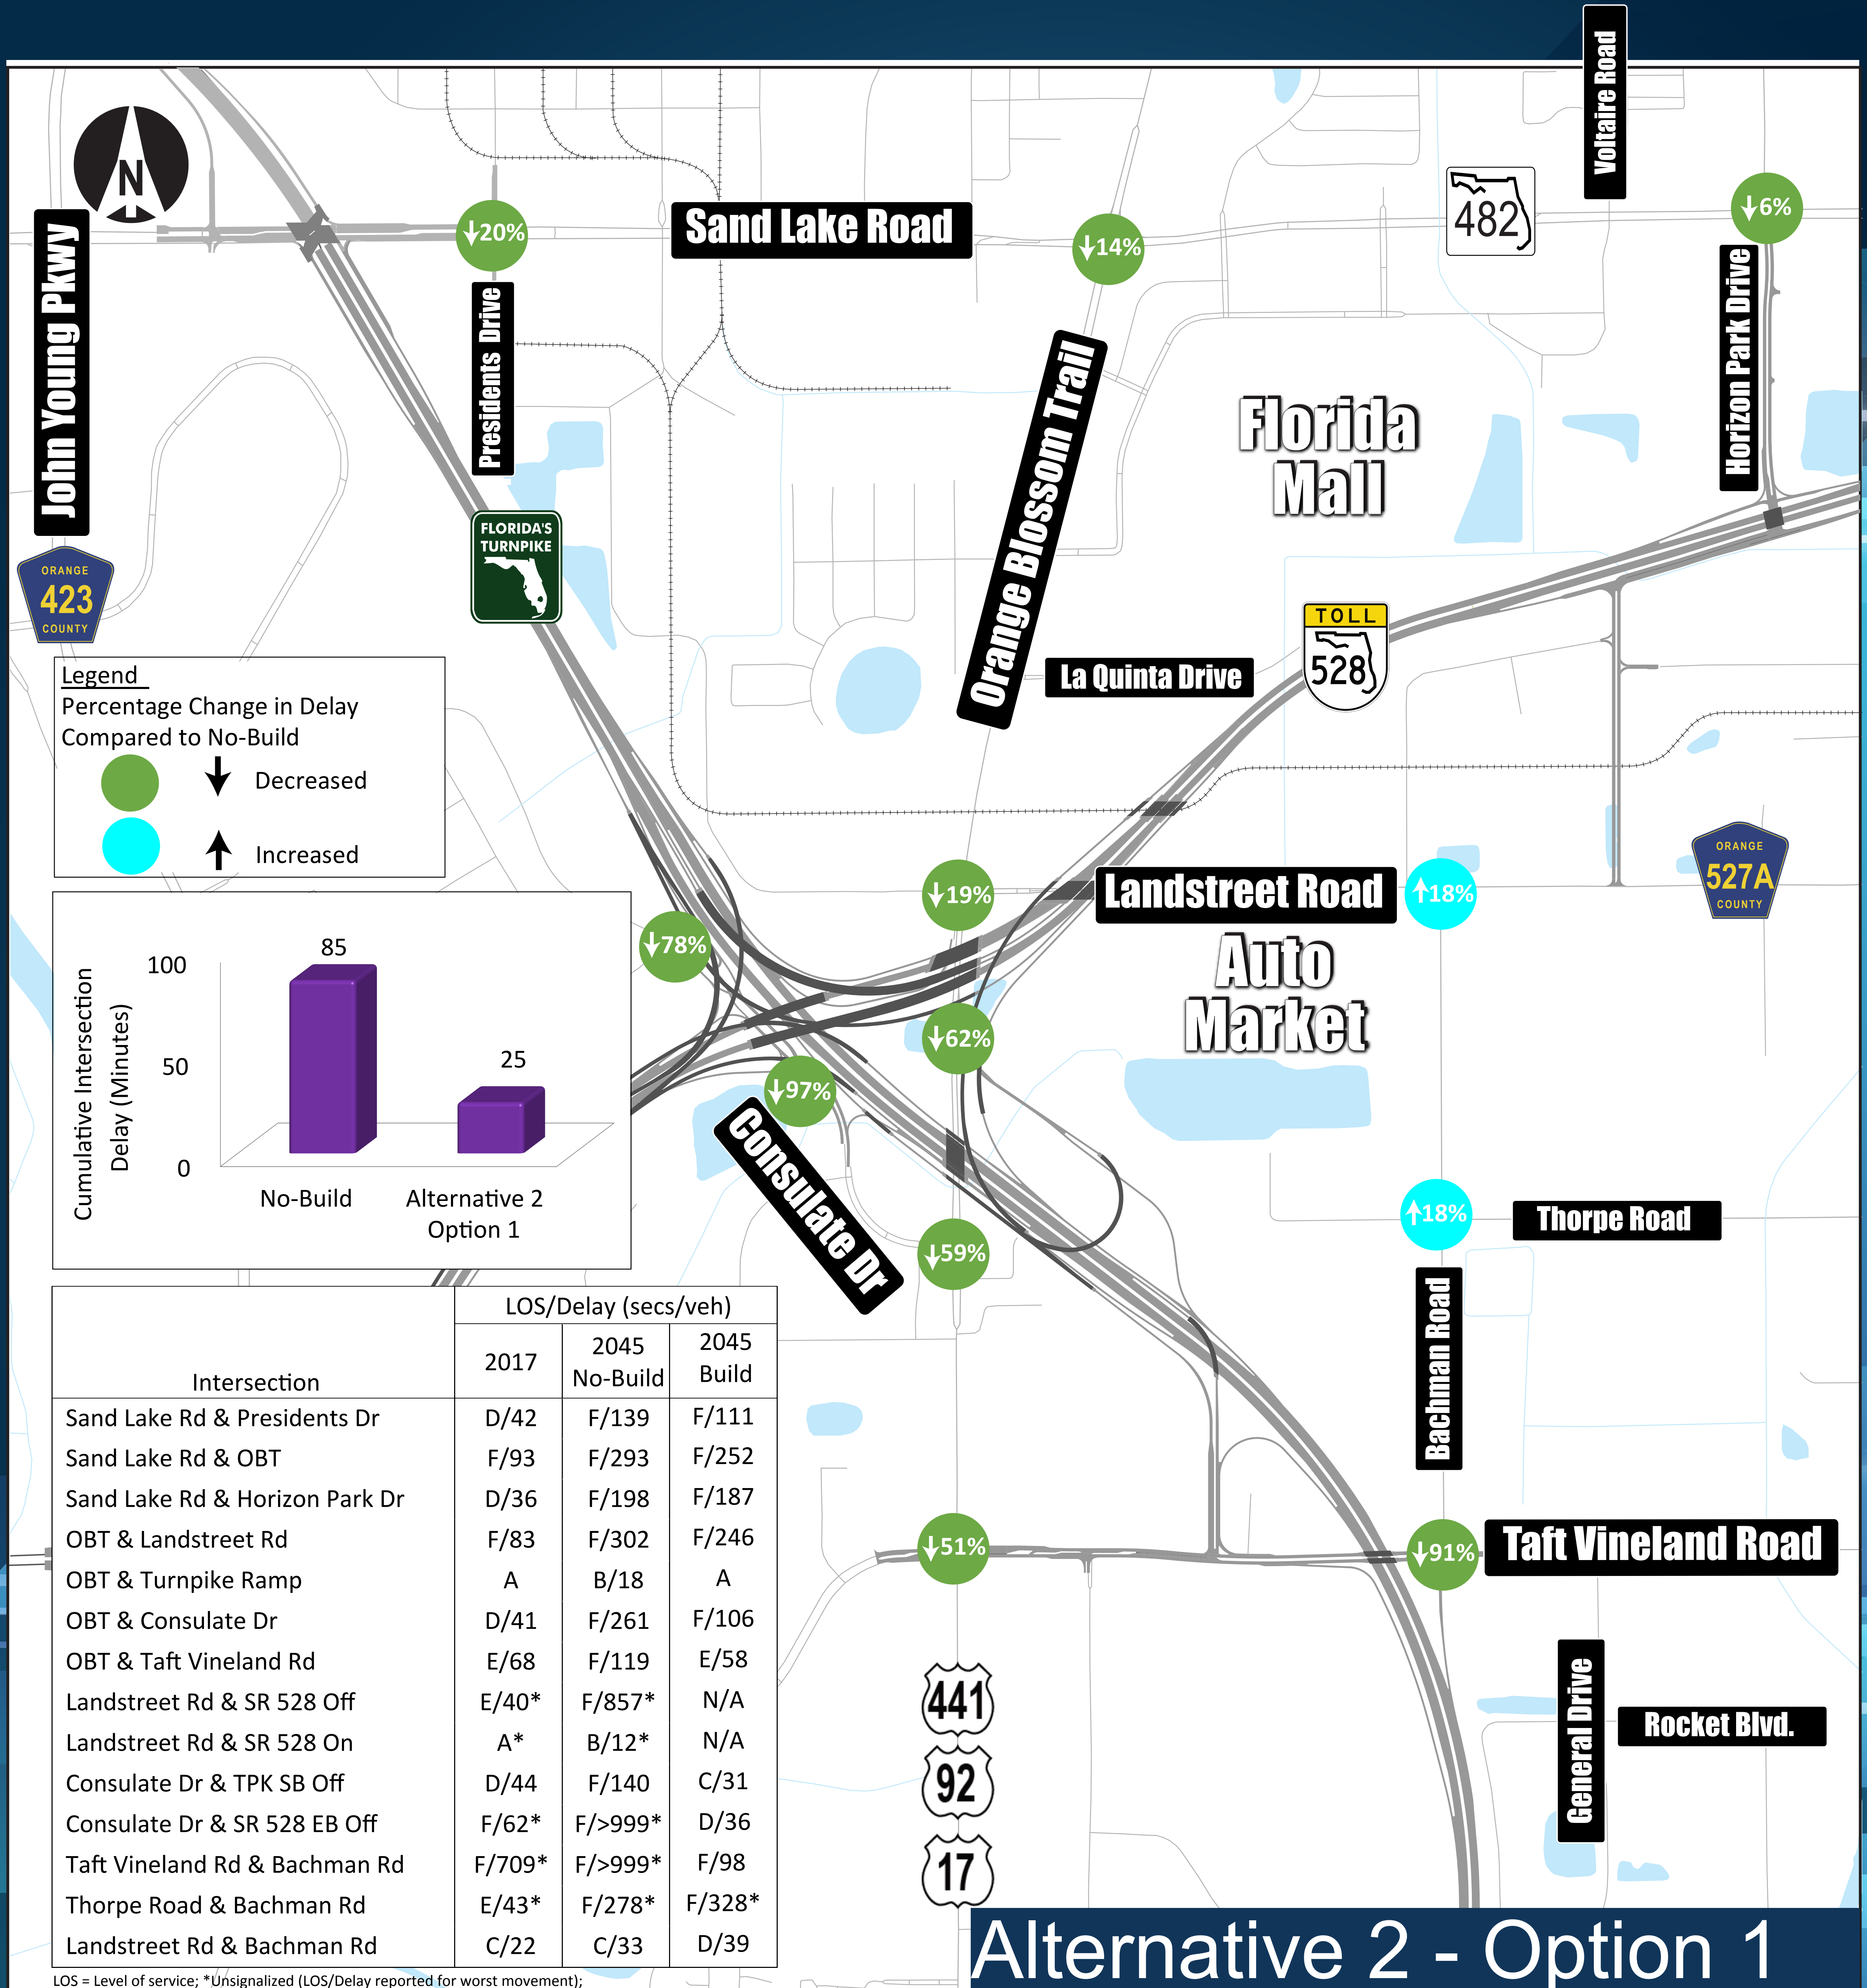 Voltaire Road
N
John Young Pkwy
↓20%
Sand Lake Road
↓14%
482
↓6%
Presidents Drive
Horizon Park Drive
Florida
Mall
Orange Blossom Trail
FLORIDA'S
TURNPIKE
ORANGE
423
COUNTY
TOLL
528
La Quinta Drive
Legend
Percentage Change in Delay
Compared to No-Build
↓ Decreased
↑ Increased
↓19%
Landstreet Road
↑18%
ORANGE
527A
COUNTY
↓78%
Auto
Market
↓62%
↓97%
Consulate Dr
Cumulative Intersection
Delay (Minutes)
100
50
0
85
25
No-Build
Alternative 2
Option 1
↑18%
Thorpe Road
↓59%
Bachman Road
↓51%
↓91%
Taft Vineland Road
441
92
17
General Drive
Rocket Blvd.
LOS/Delay (secs/veh)
Intersection 2017 2045 No-Build 2045 Build
Sand Lake Rd & Presidents Dr D/42 F/139 F/111
Sand Lake Rd & OBT F/93 F/293 F/252
Sand Lake Rd & Horizon Park Dr D/36 F/198 F/187
OBT & Landstreet Rd F/83 F/302 F/246
OBT & Turnpike Ramp A B/18 A
OBT & Consulate Dr D/41 F/261 F/106
OBT & Taft Vineland Rd E/68 F/119 E/58
Landstreet Rd & SR 528 Off E/40* F/857* N/A
Landstreet Rd & SR 528 On A* B/12* N/A
Consulate Dr & TPK SB Off D/44 F/140 C/31
Consulate Dr & SR 528 EB Off F/62* F/>999* D/36
Taft Vineland Rd & Bachman Rd F/709* F/>999* F/98
Thorpe Road & Bachman Rd E/43* F/278* F/328*
Landstreet Rd & Bachman Rd C/22 C/33 D/39
LOS = Level of service; *Unsignalized (LOS/Delay reported for worst movement);
Alternative 2 - Option 1